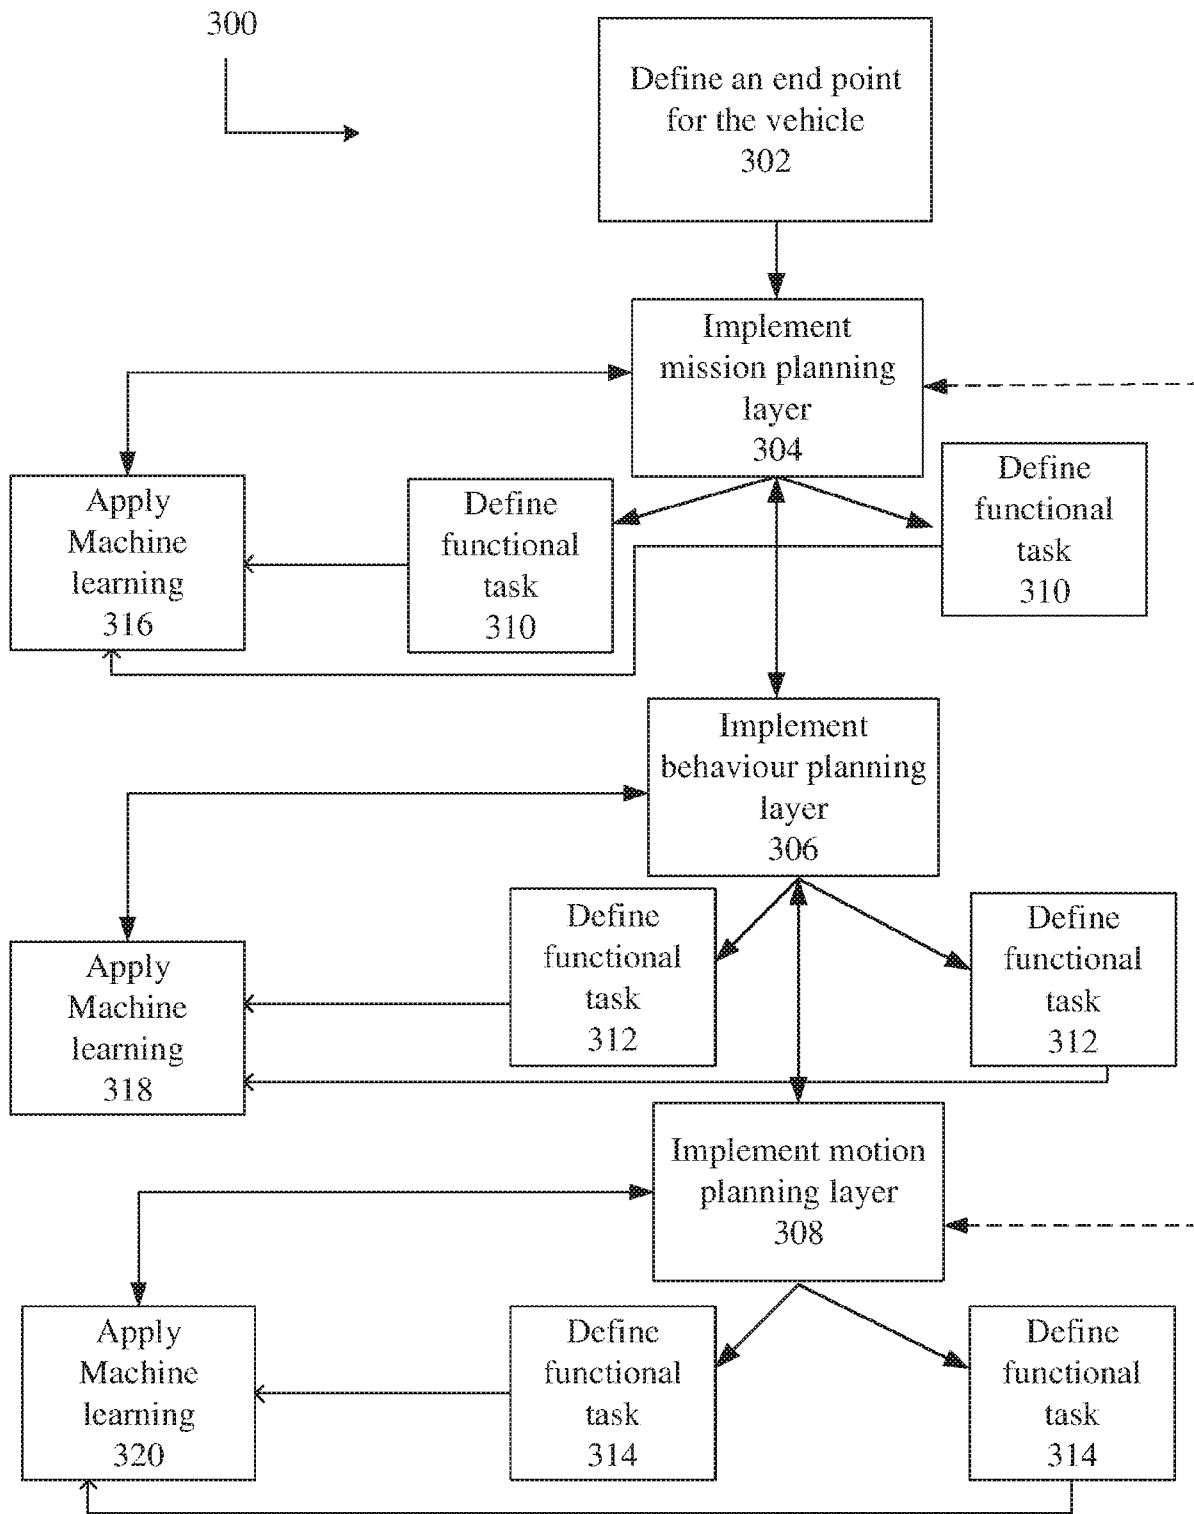 300
Define an end point
for the vehicle
302
Implement
mission planning
layer
304
Apply
Machine
learning
316
Define
functional
task
310
Define
functional
task
310
Implement
behaviour planning
layer
306
Apply
Machine
learning
318
Define
functional
task
312
Define
functional
task
312
Implement motion
planning layer
308
Apply
Machine
learning
320
Define
functional
task
314
Define
functional
task
314